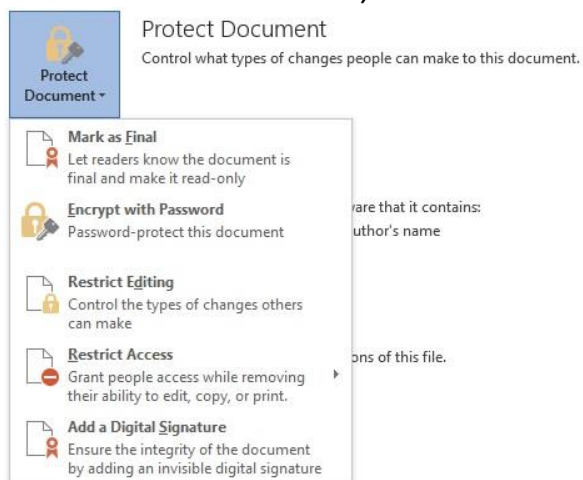 Protect Document
Control what types of changes people can make to this document.
Protect
Document
Mark as Final
Let readers know the document is
final and make it read-only
Encrypt with Password
Password-protect this document
are that it contains:
uthor's name
Restrict Editing
Control the types of changes others
can make
Restrict Access
Grant people access while removing
their ability to edit, copy, or print.
ons of this file.
Add a Digital Signature
Ensure the integrity of the document
by adding an invisible digital signature